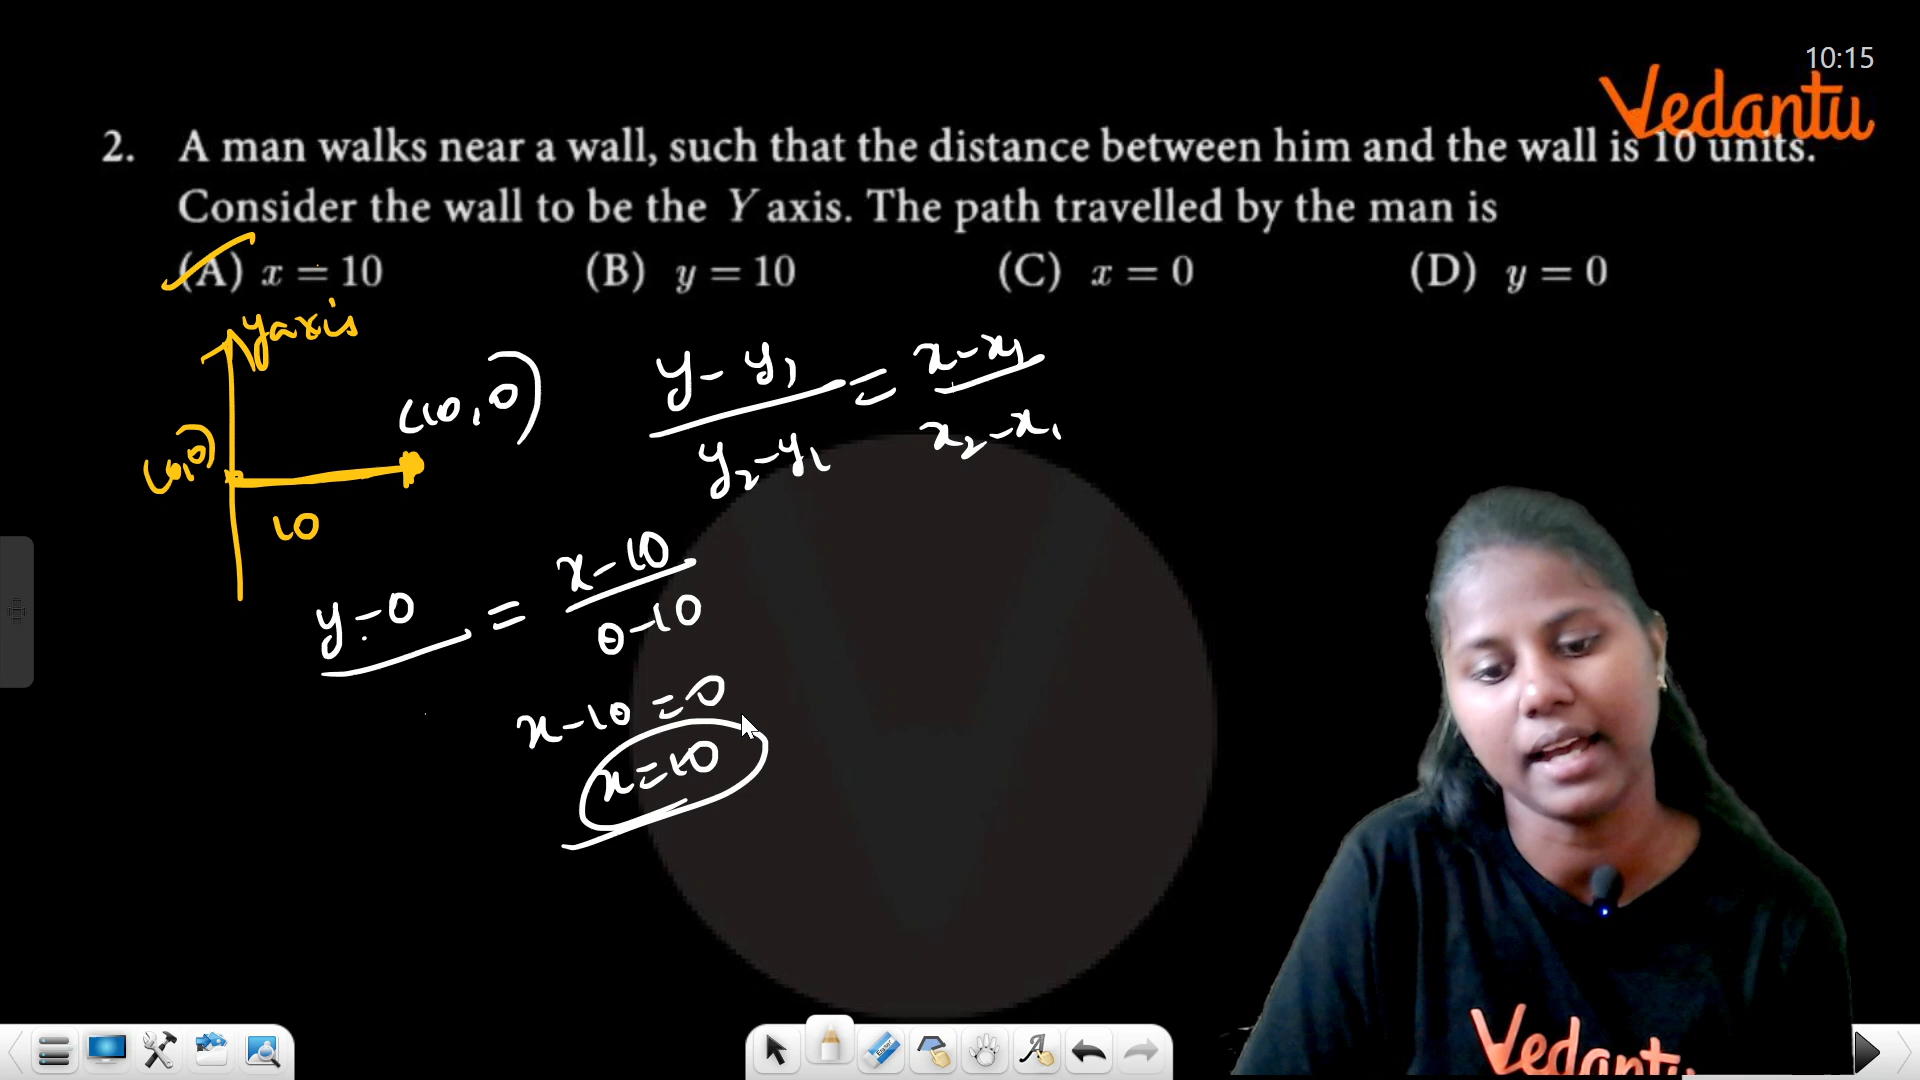 10:15
Vedantu
2. A man walks near a wall, such that the distance between him and the wall is 10 units.
Consider the wall to be the Y axis. The path travelled by the man is
(A) x = 10 (B) y = 10 (C) x = 0 (D) y = 0
y axis
(10,0)
(0,0)
10
y-y1 / y2-y1 = x-x1 / x2-x1
y-0 = x-10 / 0-10
x-10=0
x=10
Vedantu